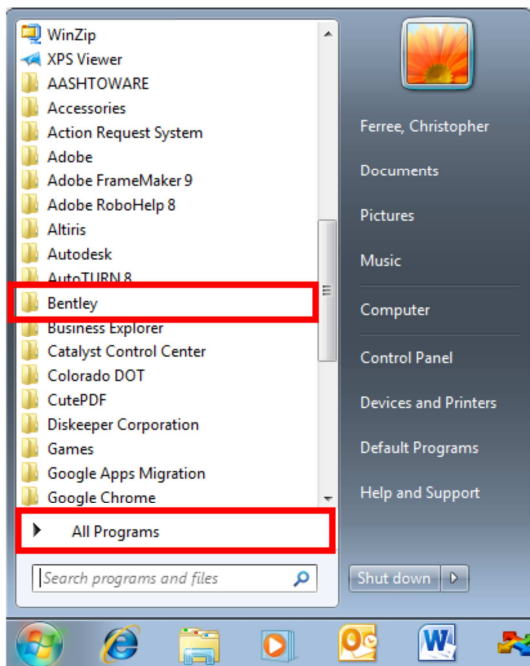 WinZip
XPS Viewer
AASHTOWARE
Accessories
Action Request System
Adobe
Adobe FrameMaker 9
Adobe RoboHelp 8
Altiris
Autodesk
AutoTURN 8
Bentley
Business Explorer
Catalyst Control Center
Colorado DOT
CutePDF
Diskeeper Corporation
Games
Google Apps Migration
Google Chrome
All Programs
Search programs and files
Ferree, Christopher
Documents
Pictures
Music
Computer
Control Panel
Devices and Printers
Default Programs
Help and Support
Shut down